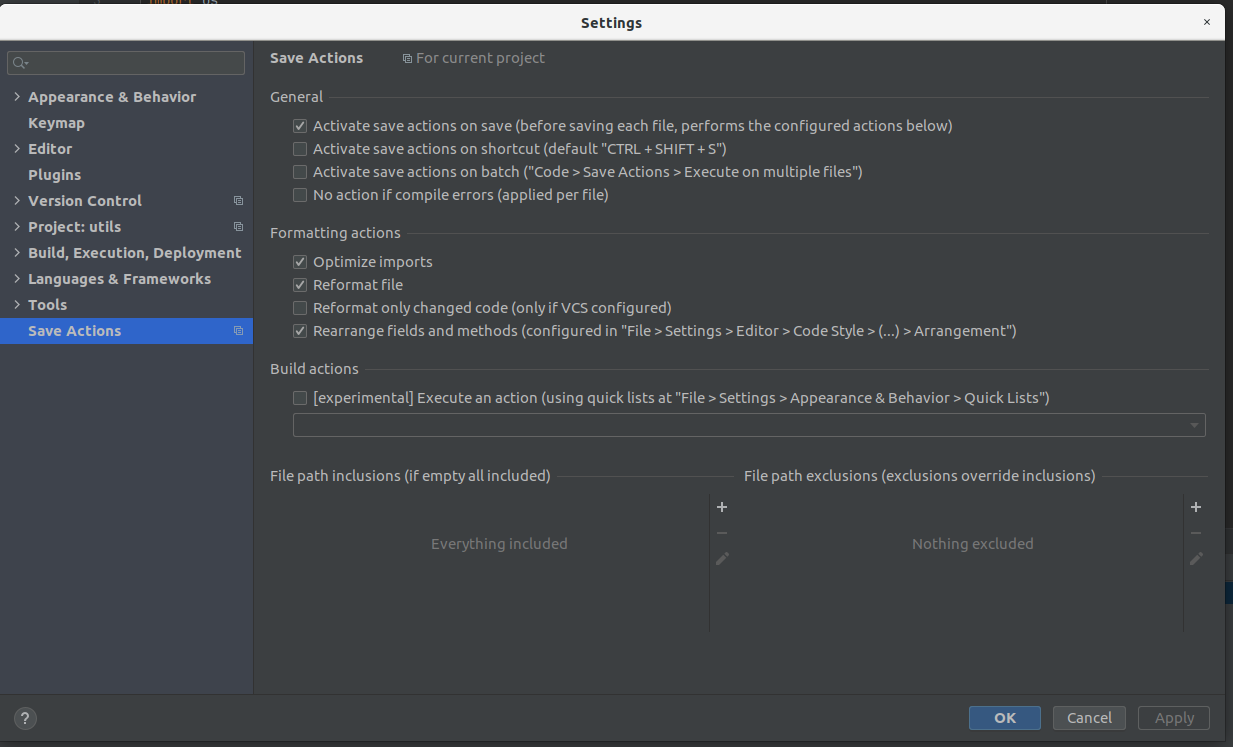 import os
Settings
×
Save Actions
For current project
Appearance & Behavior
Keymap
Editor
Plugins
Version Control
Project: utils
Build, Execution, Deployment
Languages & Frameworks
Tools
Save Actions
General
Activate save actions on save (before saving each file, performs the configured actions below)
Activate save actions on shortcut (default "CTRL + SHIFT + S")
Activate save actions on batch ("Code > Save Actions > Execute on multiple files")
No action if compile errors (applied per file)
Formatting actions
Optimize imports
Reformat file
Reformat only changed code (only if VCS configured)
Rearrange fields and methods (configured in "File > Settings > Editor > Code Style > (...) > Arrangement")
Build actions
[experimental] Execute an action (using quick lists at "File > Settings > Appearance & Behavior > Quick Lists")
File path inclusions (if empty all included)
Everything included
File path exclusions (exclusions override inclusions)
Nothing excluded
?
OK
Cancel
Apply